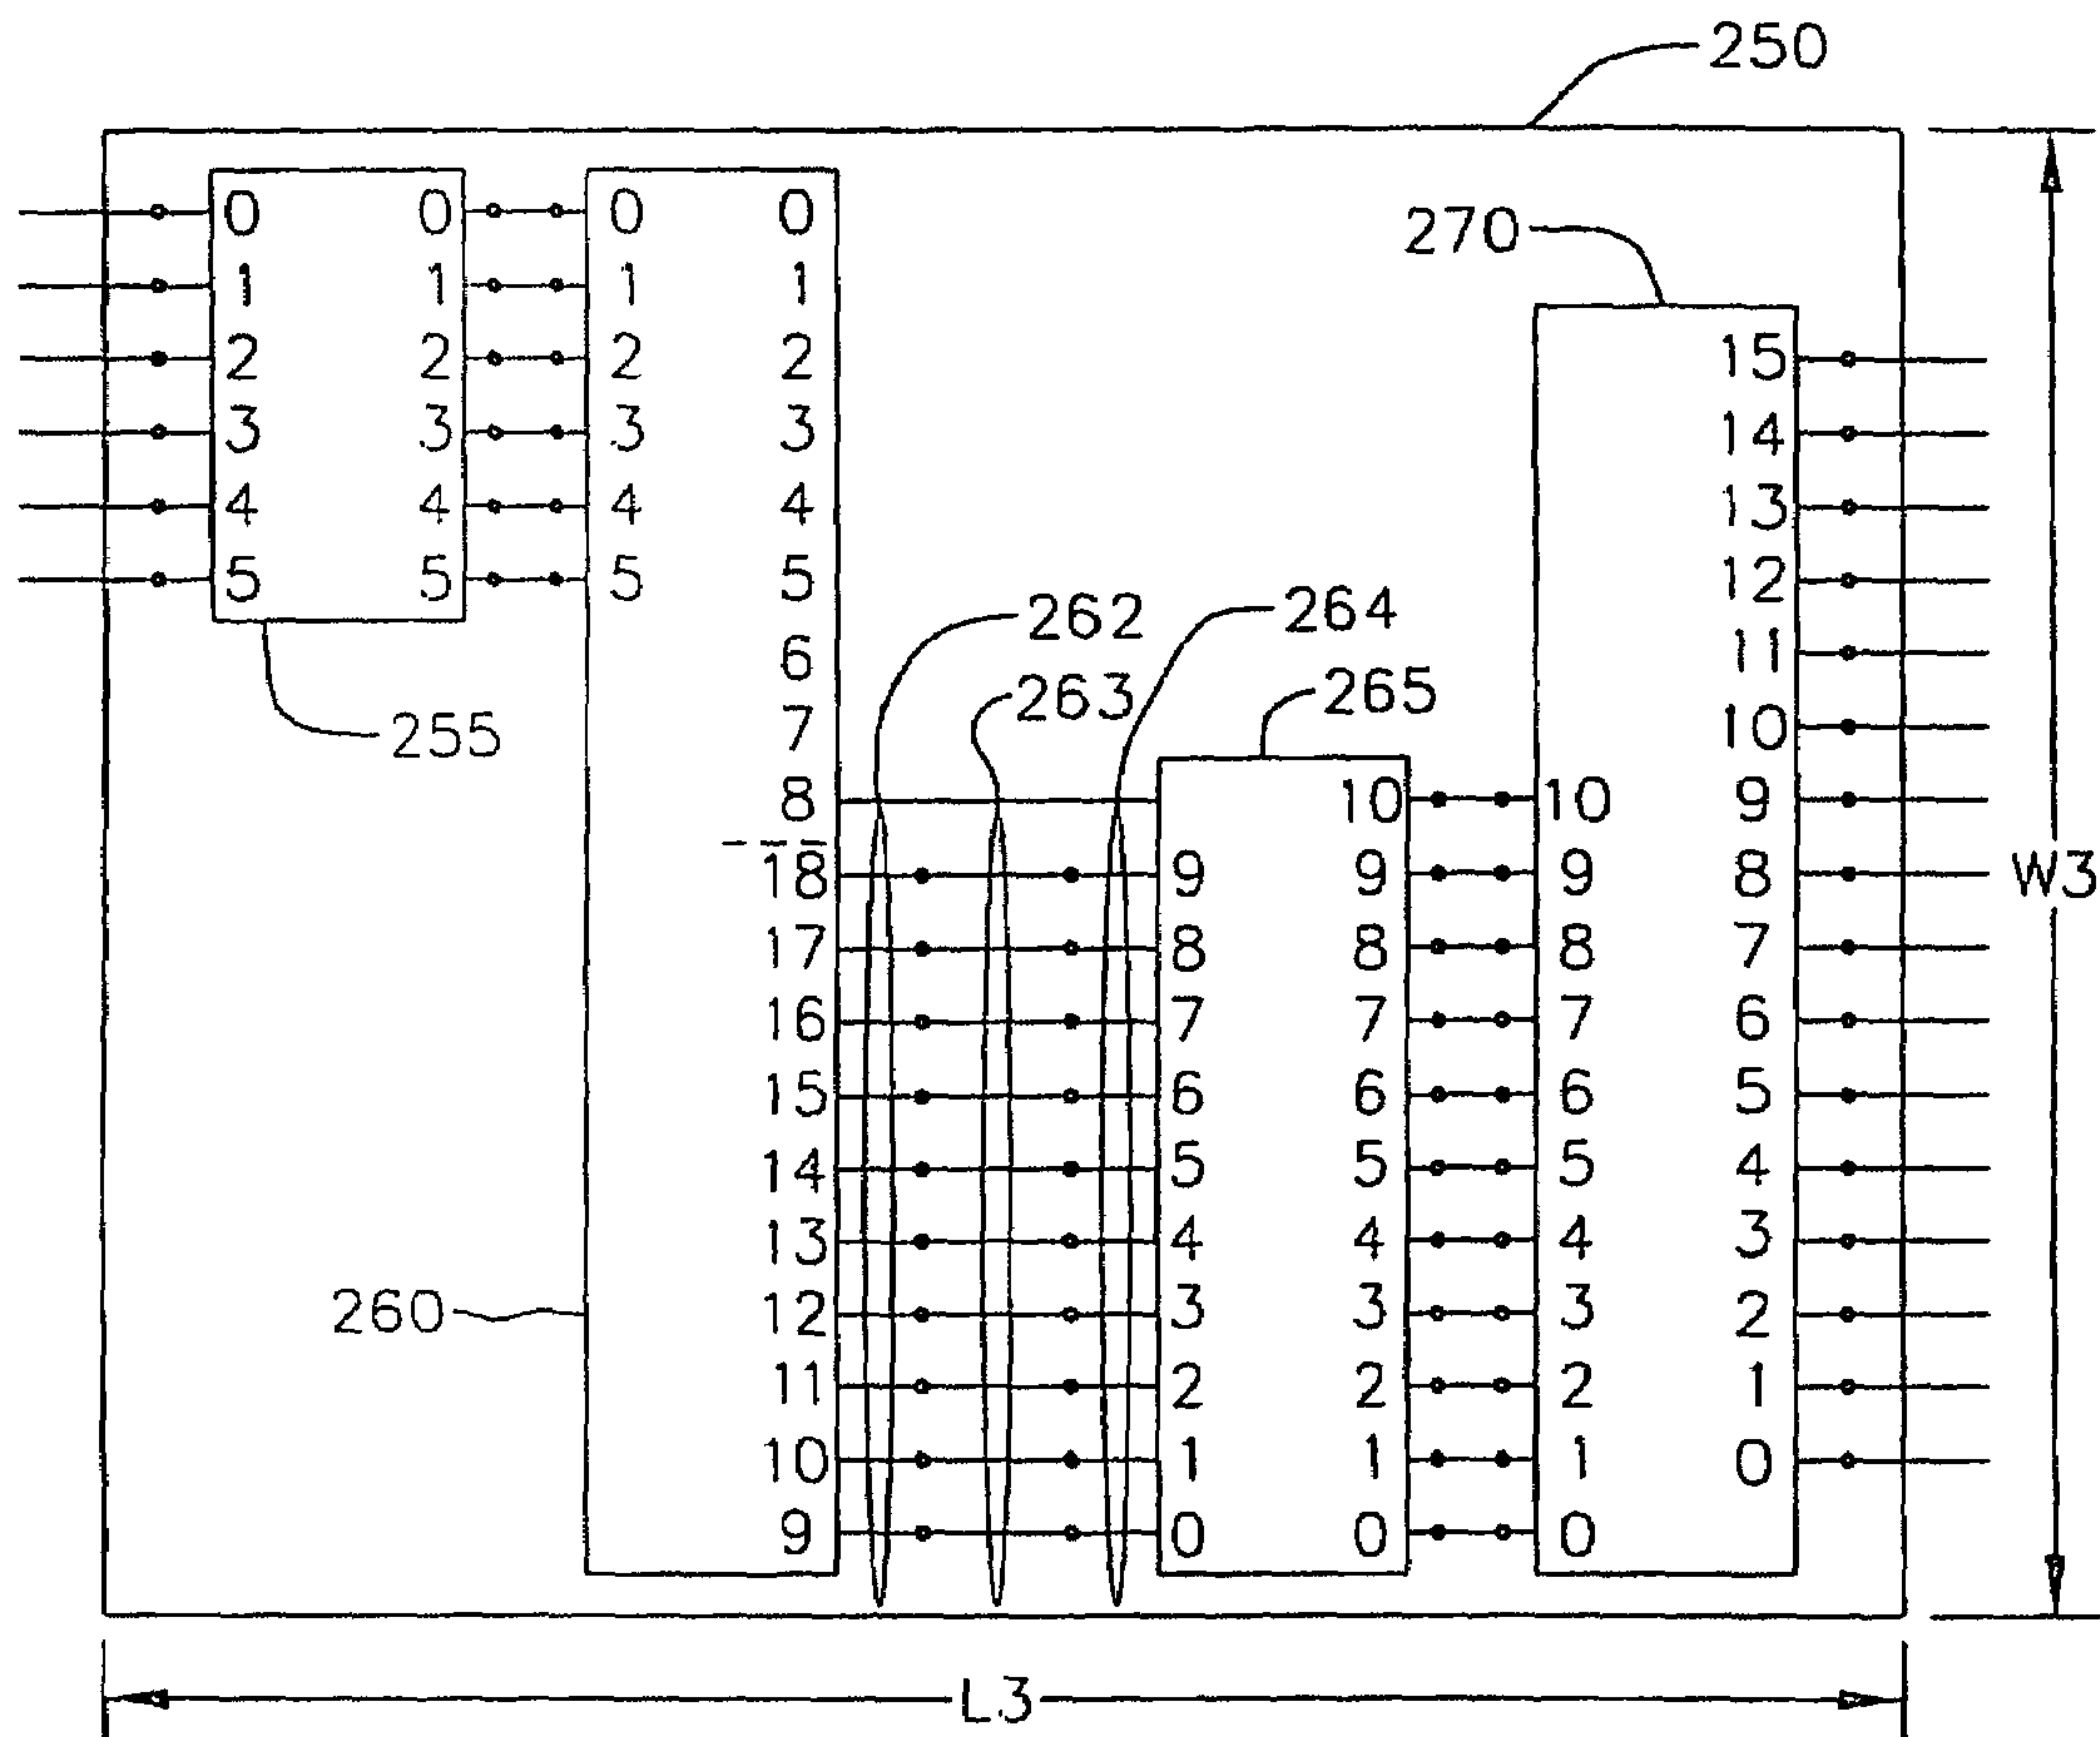 250
0 0 0 0
270
1 1 1 1
2 2 2 2 15
3 3 3 3 14
4 4 4 4 13
5 5 5 5 12
262 264
6 11
263 265
255 7 10
8 10 10 9
18 9 9 9 8 W3
17 8 8 8 7
16 7 7 7 6
15 6 6 6 5
14 5 5 5 4
13 4 4 4 3
260 12 3 3 3 2
11 2 2 2 1
10 1 1 1 0
9 0 0 0
L3